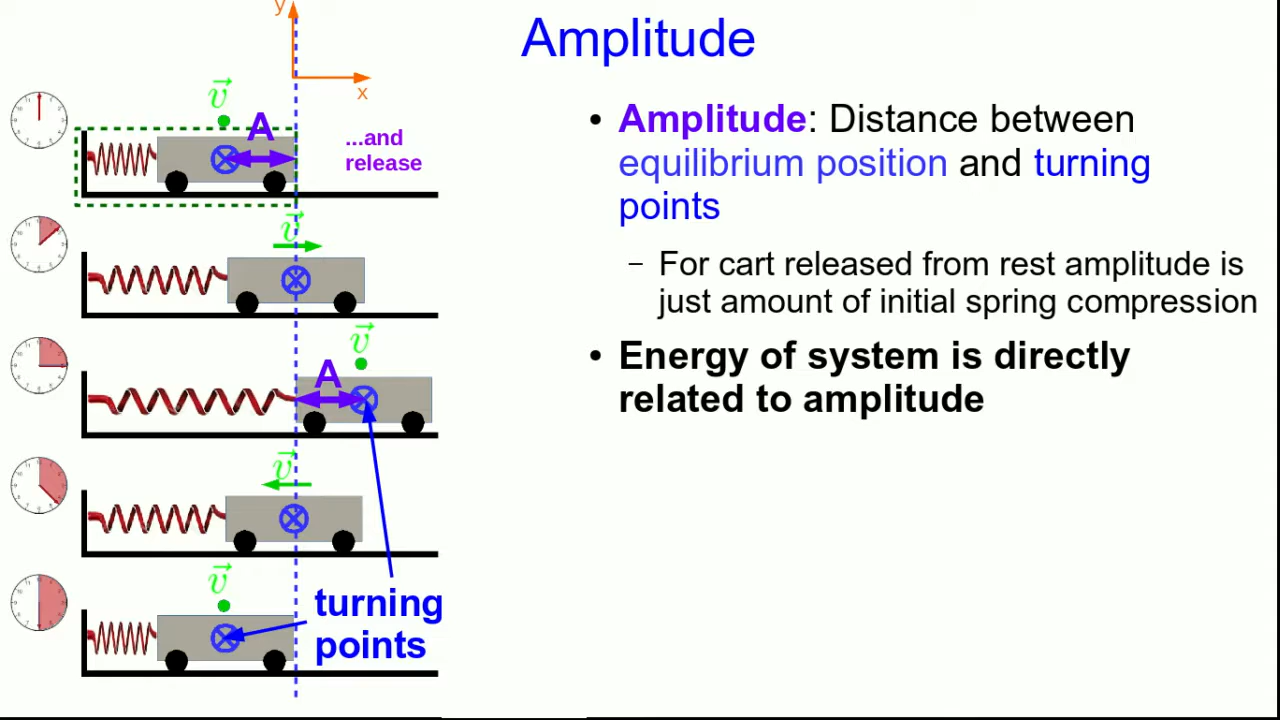 Amplitude
y
x
v
A
...and
release
v
v
A
v
v
turning
points
• Amplitude: Distance between
equilibrium position and turning
points
– For cart released from rest amplitude is
just amount of initial spring compression
• Energy of system is directly
related to amplitude